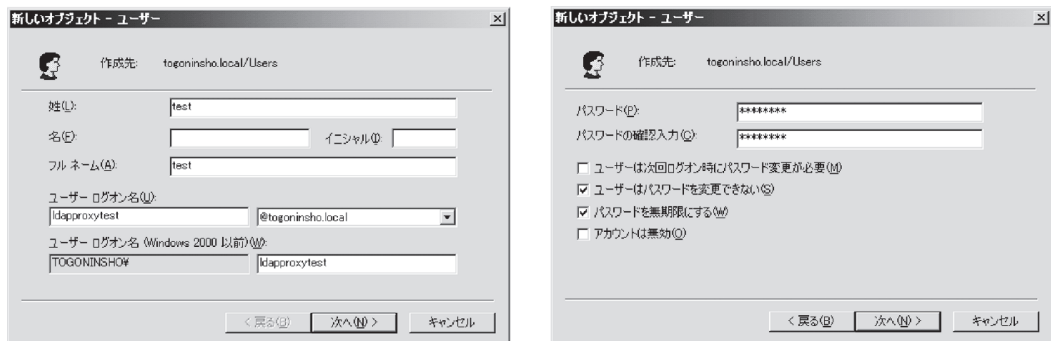 新しいオブジェクト - ユーザー
作成先: togoninsho.local/Users
姓(L): test
名(F): イニシャル(I):
フル ネーム(A): test
ユーザー ログオン名(U):
ldapproxytest @togoninsho.local
ユーザー ログオン名 (Windows 2000 以前)(W):
TOGONINSHO¥ ldapproxytest
< 戻る(B) 次へ(N) > キャンセル
新しいオブジェクト - ユーザー
作成先: togoninsho.local/Users
パスワード(P): ********
パスワードの確認入力(C): ********
ユーザーは次回ログオン時にパスワード変更が必要(M)
ユーザーはパスワードを変更できない(S)
パスワードを無期限にする(W)
アカウントは無効(O)
< 戻る(B) 次へ(N) > キャンセル